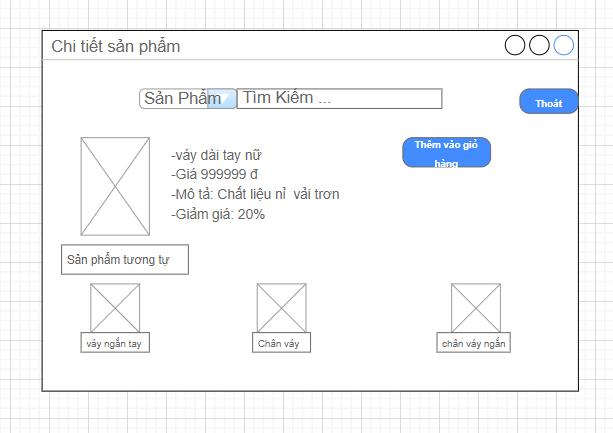 Chi tiết sản phẩm
Sản Phẩm
Tìm Kiếm ...
Thoát
Thêm vào giỏ
hàng
-váy dài tay nữ
-Giá 999999 đ
-Mô tả: Chất liệu nỉ vải trơn
-Giảm giá: 20%
Sản phẩm tương tự
váy ngắn tay
Chân váy
chân váy ngắn